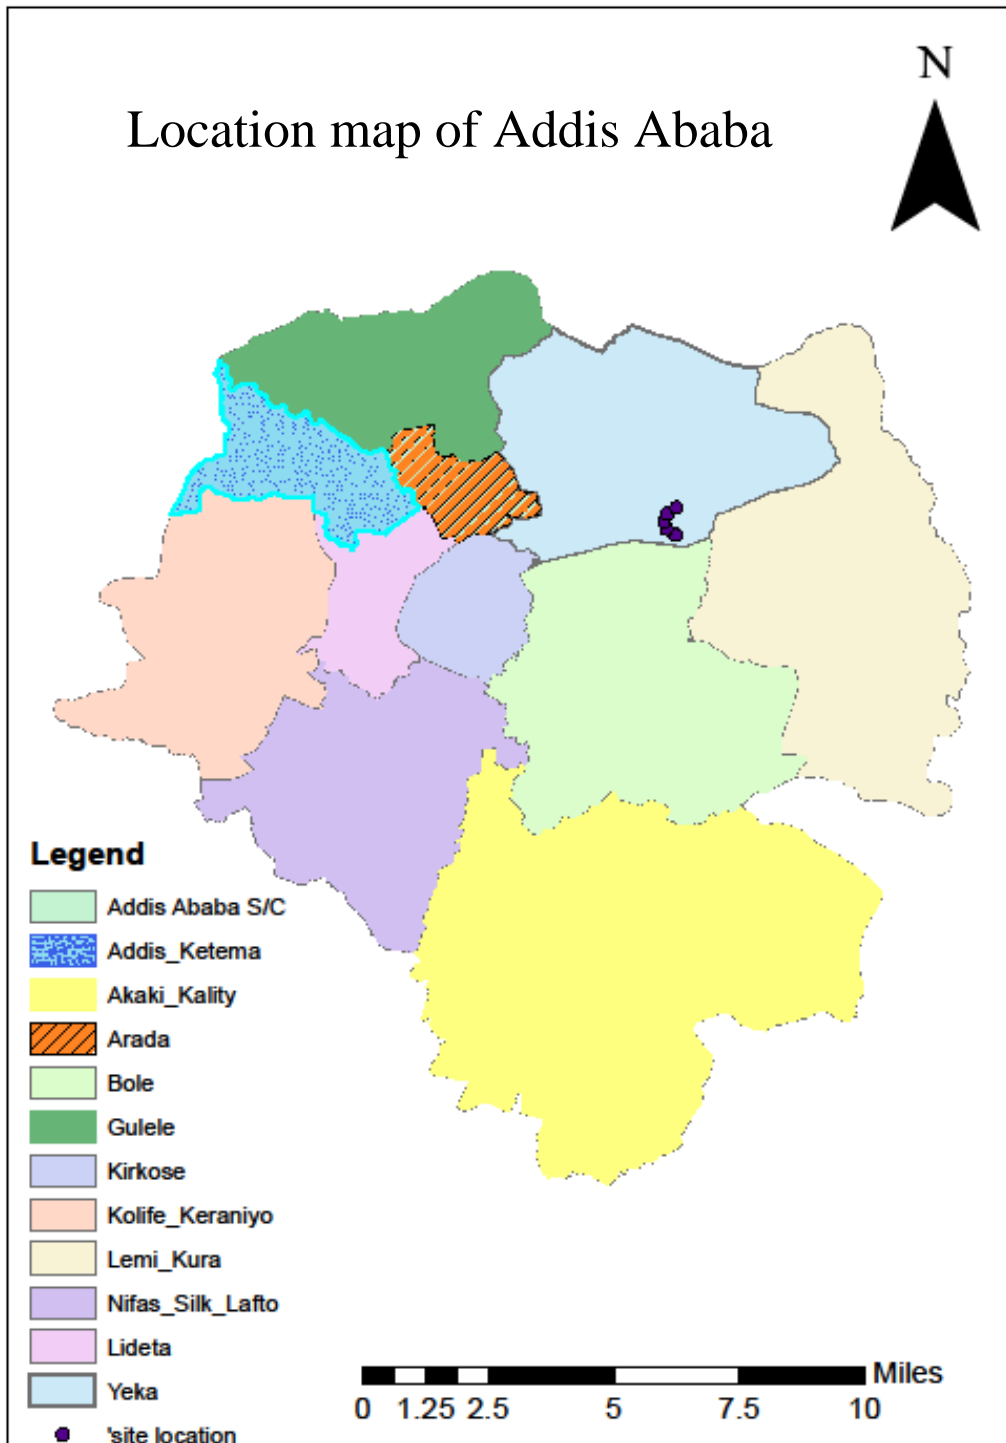 N
Location map of Addis Ababa
Legend
Addis Ababa S/C
Addis_Ketema
Akaki_Kality
Arada
Bole
Gulele
Kirkose
Kolife_Keraniyo
Lemi_Kura
Nifas_Silk_Lafto
Lideta
Yeka
'site location
Miles
0 1.25 2.5 5 7.5 10